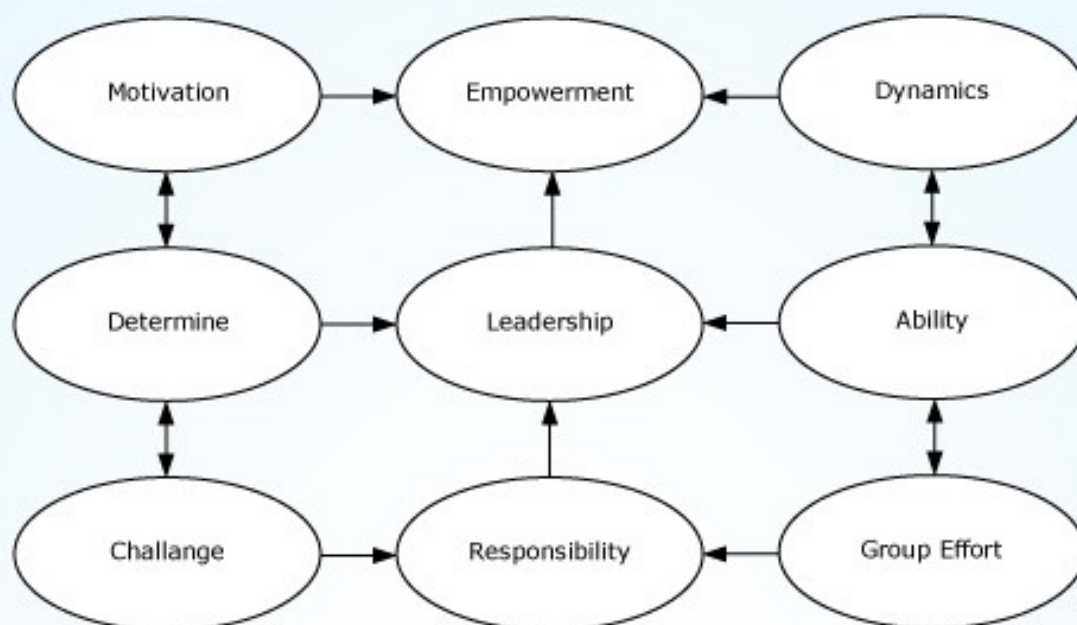 Motivation
Empowerment
Dynamics
Determine
Leadership
Ability
Challange
Responsibility
Group Effort